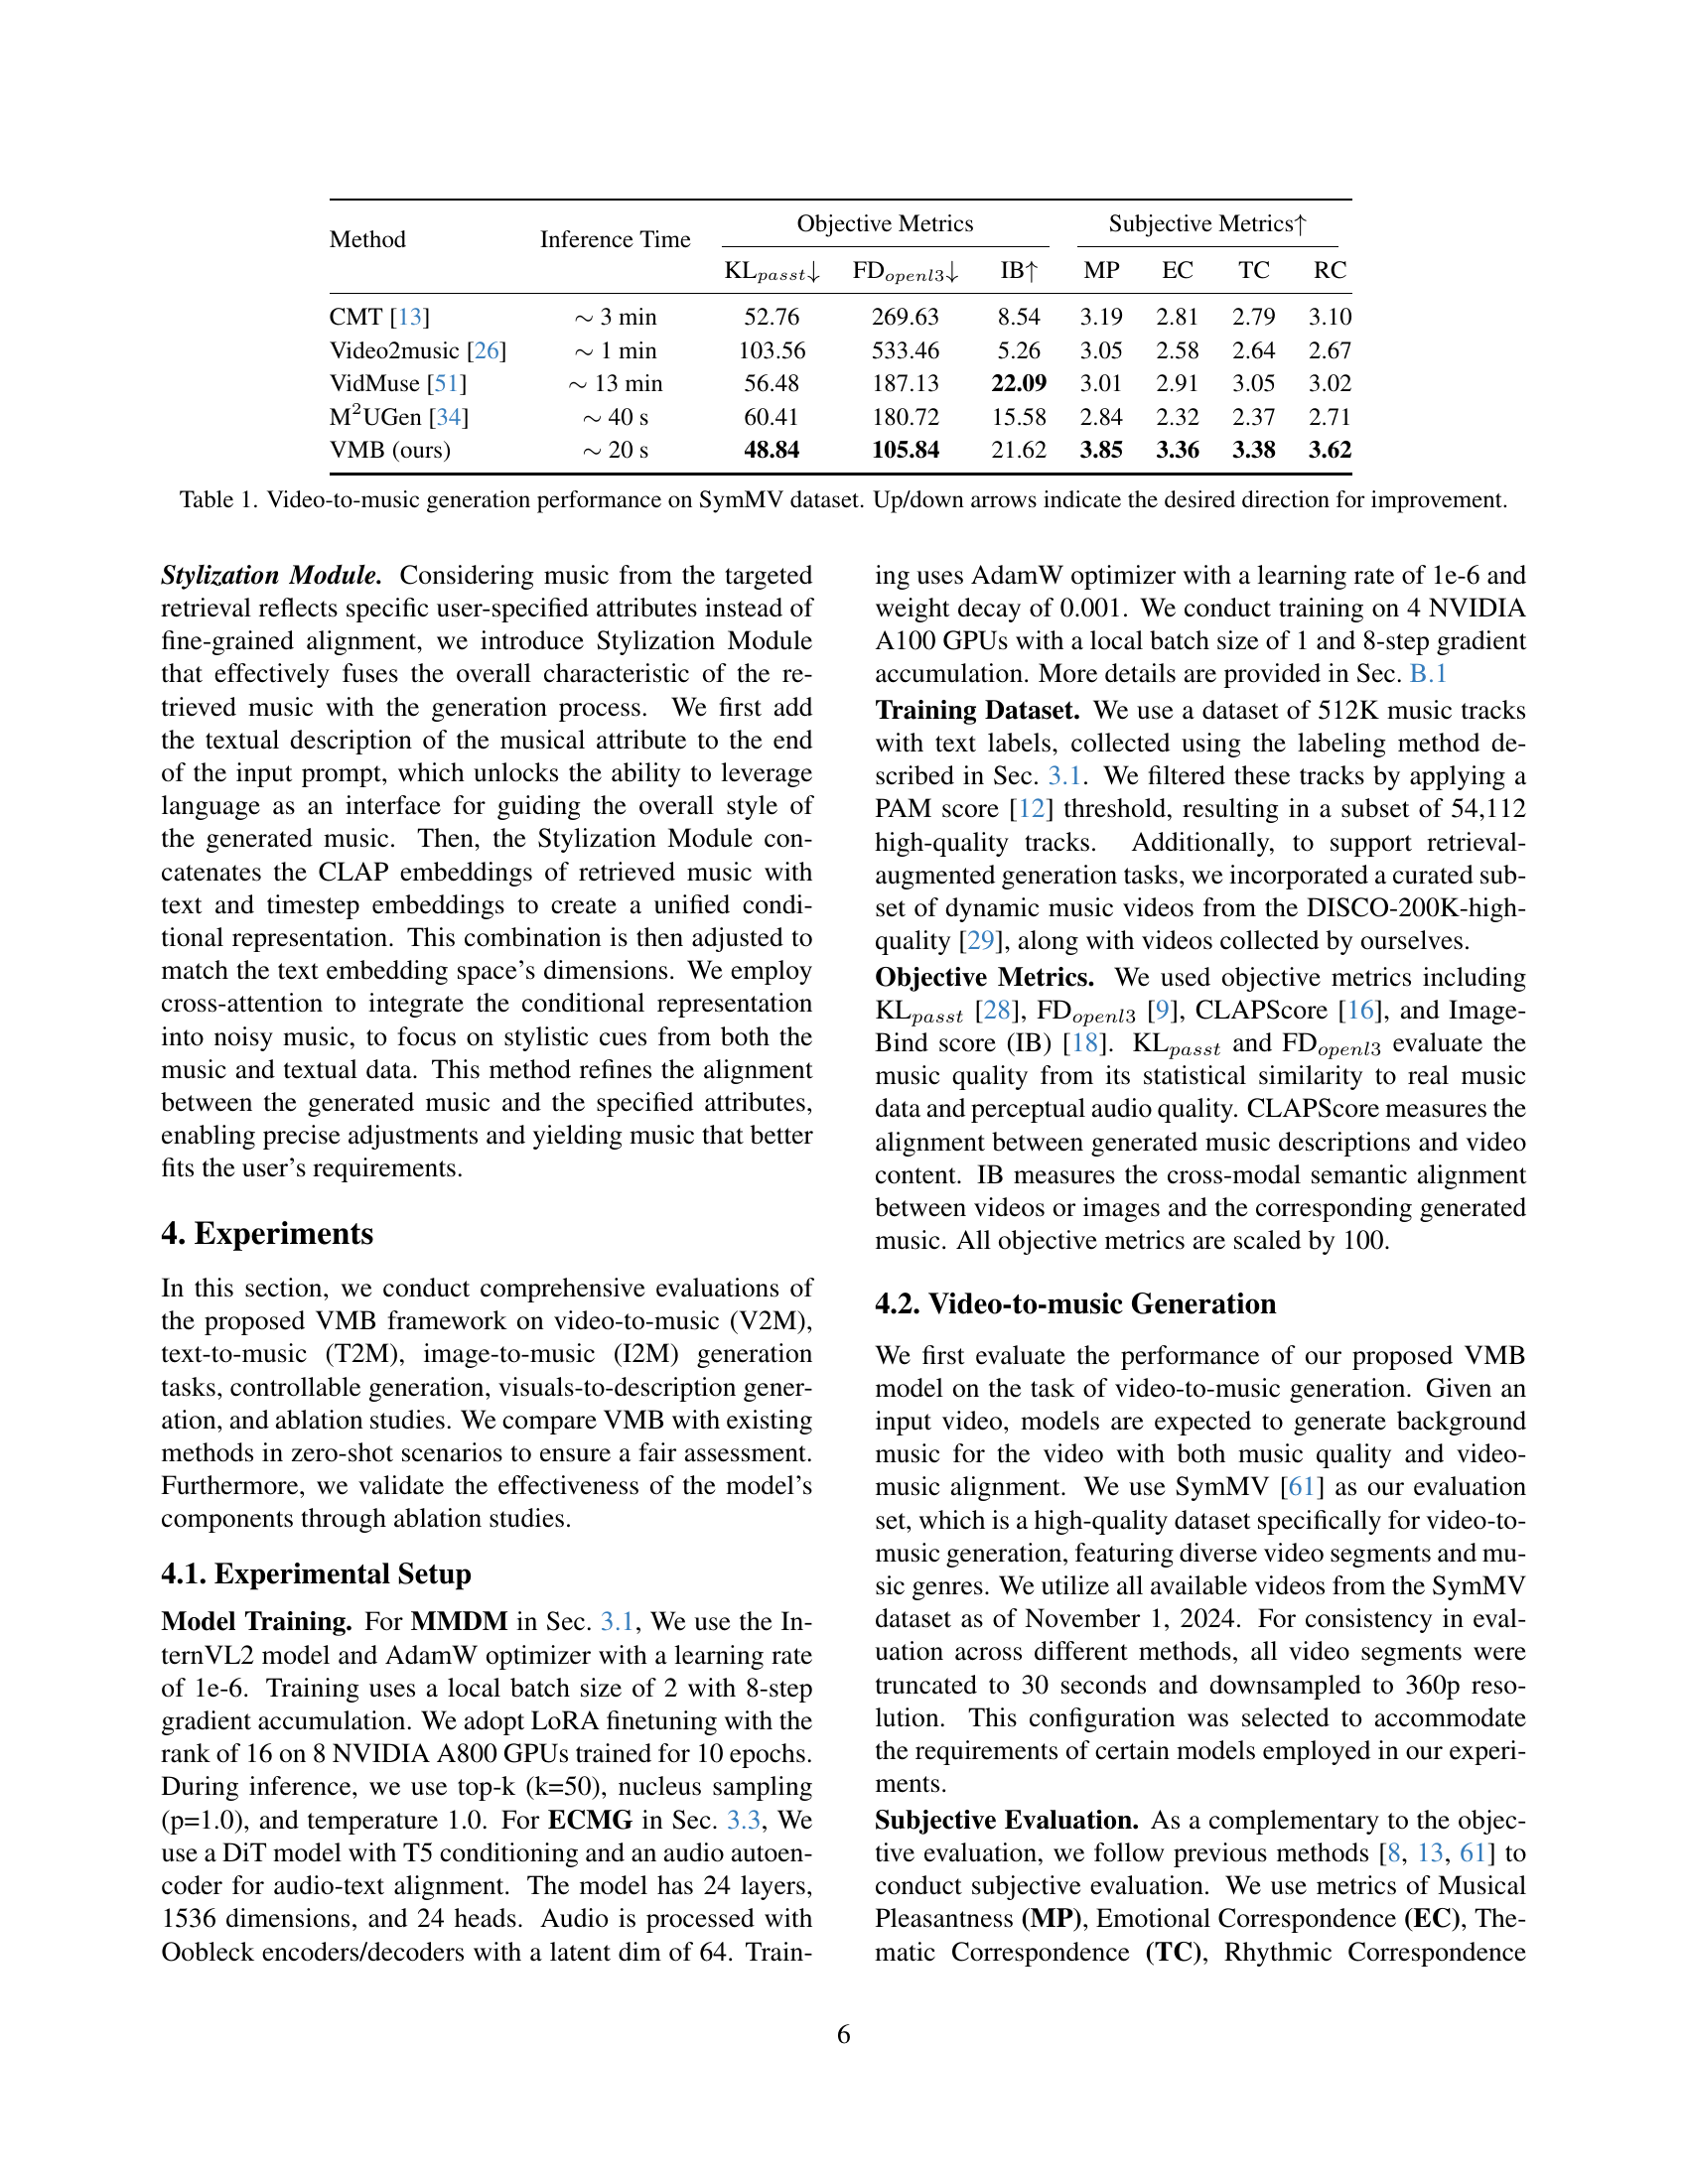 Method Inference Time Objective Metrics Subjective Metrics↑
KLpasst↓ FDopenl3↓ IB↑ MP EC TC RC
CMT [13] ∼ 3 min 52.76 269.63 8.54 3.19 2.81 2.79 3.10
Video2music [26] ∼ 1 min 103.56 533.46 5.26 3.05 2.58 2.64 2.67
VidMuse [51] ∼ 13 min 56.48 187.13 22.09 3.01 2.91 3.05 3.02
M²UGen [34] ∼ 40 s 60.41 180.72 15.58 2.84 2.32 2.37 2.71
VMB (ours) ∼ 20 s 48.84 105.84 21.62 3.85 3.36 3.38 3.62
Table 1. Video-to-music generation performance on SymMV dataset. Up/down arrows indicate the desired direction for improvement.
Stylization Module. Considering music from the targeted
retrieval reflects specific user-specified attributes instead of
fine-grained alignment, we introduce Stylization Module
that effectively fuses the overall characteristic of the re-
trieved music with the generation process. We first add
the textual description of the musical attribute to the end
of the input prompt, which unlocks the ability to leverage
language as an interface for guiding the overall style of
the generated music. Then, the Stylization Module con-
catenates the CLAP embeddings of retrieved music with
text and timestep embeddings to create a unified condi-
tional representation. This combination is then adjusted to
match the text embedding space's dimensions. We employ
cross-attention to integrate the conditional representation
into noisy music, to focus on stylistic cues from both the
music and textual data. This method refines the alignment
between the generated music and the specified attributes,
enabling precise adjustments and yielding music that better
fits the user's requirements.
4. Experiments
In this section, we conduct comprehensive evaluations of
the proposed VMB framework on video-to-music (V2M),
text-to-music (T2M), image-to-music (I2M) generation
tasks, controllable generation, visuals-to-description gener-
ation, and ablation studies. We compare VMB with existing
methods in zero-shot scenarios to ensure a fair assessment.
Furthermore, we validate the effectiveness of the model's
components through ablation studies.
4.1. Experimental Setup
Model Training. For MMDM in Sec. 3.1, We use the In-
ternVL2 model and AdamW optimizer with a learning rate
of 1e-6. Training uses a local batch size of 2 with 8-step
gradient accumulation. We adopt LoRA finetuning with the
rank of 16 on 8 NVIDIA A800 GPUs trained for 10 epochs.
During inference, we use top-k (k=50), nucleus sampling
(p=1.0), and temperature 1.0. For ECMG in Sec. 3.3, We
use a DiT model with T5 conditioning and an audio autoen-
coder for audio-text alignment. The model has 24 layers,
1536 dimensions, and 24 heads. Audio is processed with
Oobleck encoders/decoders with a latent dim of 64. Train-
ing uses AdamW optimizer with a learning rate of 1e-6 and
weight decay of 0.001. We conduct training on 4 NVIDIA
A100 GPUs with a local batch size of 1 and 8-step gradient
accumulation. More details are provided in Sec. B.1
Training Dataset. We use a dataset of 512K music tracks
with text labels, collected using the labeling method de-
scribed in Sec. 3.1. We filtered these tracks by applying a
PAM score [12] threshold, resulting in a subset of 54,112
high-quality tracks. Additionally, to support retrieval-
augmented generation tasks, we incorporated a curated sub-
set of dynamic music videos from the DISCO-200K-high-
quality [29], along with videos collected by ourselves.
Objective Metrics. We used objective metrics including
KLpasst [28], FDopenl3 [9], CLAPScore [16], and Image-
Bind score (IB) [18]. KLpasst and FDopenl3 evaluate the
music quality from its statistical similarity to real music
data and perceptual audio quality. CLAPScore measures the
alignment between generated music descriptions and video
content. IB measures the cross-modal semantic alignment
between videos or images and the corresponding generated
music. All objective metrics are scaled by 100.
4.2. Video-to-music Generation
We first evaluate the performance of our proposed VMB
model on the task of video-to-music generation. Given an
input video, models are expected to generate background
music for the video with both music quality and video-
music alignment. We use SymMV [61] as our evaluation
set, which is a high-quality dataset specifically for video-to-
music generation, featuring diverse video segments and mu-
sic genres. We utilize all available videos from the SymMV
dataset as of November 1, 2024. For consistency in eval-
uation across different methods, all video segments were
truncated to 30 seconds and downsampled to 360p reso-
lution. This configuration was selected to accommodate
the requirements of certain models employed in our experi-
ments.
Subjective Evaluation. As a complementary to the objec-
tive evaluation, we follow previous methods [8, 13, 61] to
conduct subjective evaluation. We use metrics of Musical
Pleasantness (MP), Emotional Correspondence (EC), The-
matic Correspondence (TC), Rhythmic Correspondence
6